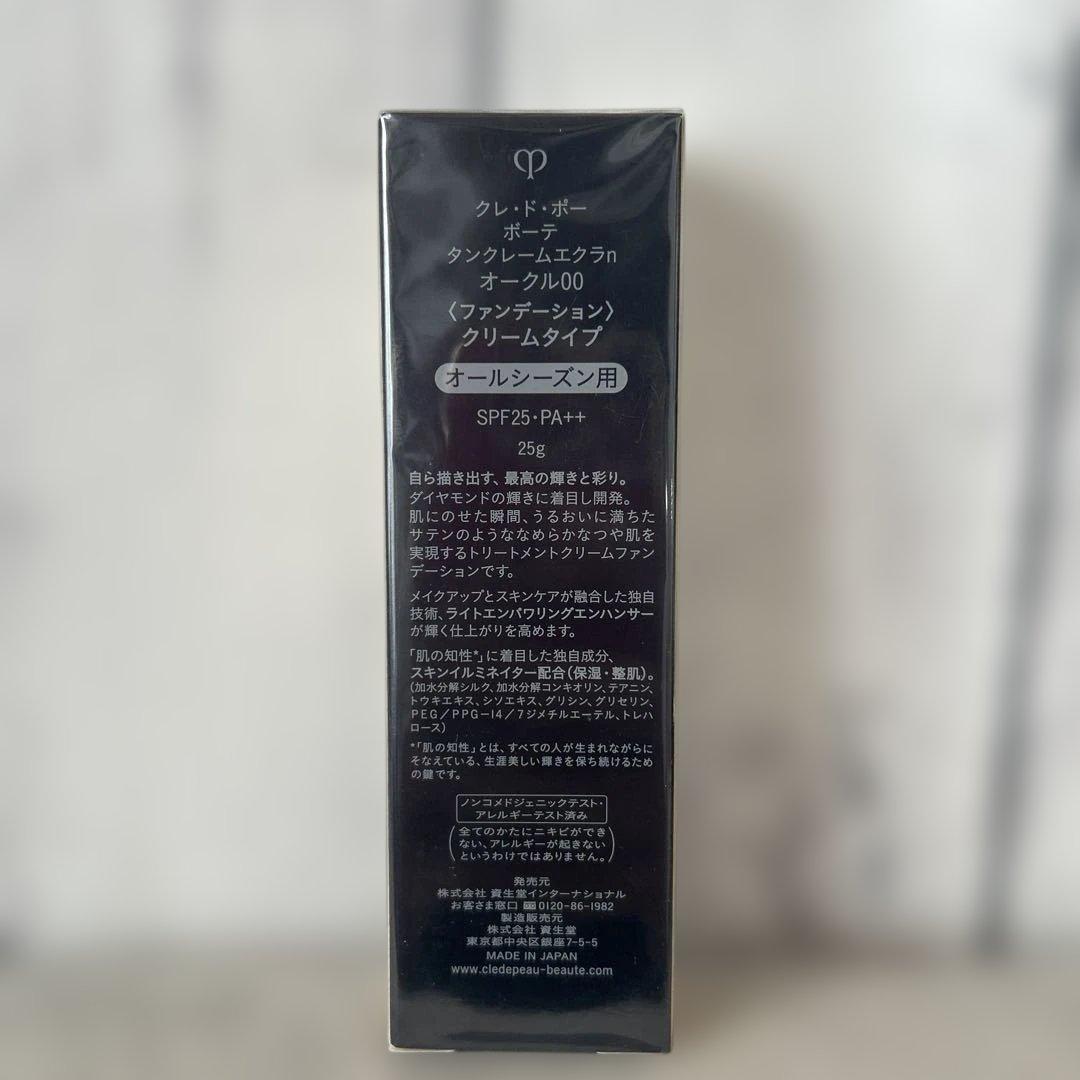 クレ・ド・ポー
ボーテ
タンクレームエクラn
オークル00
〈ファンデーション〉
クリームタイプ
オールシーズン用
SPF25・PA++
25g
自ら描き出す、最高の輝きと彩り。
ダイヤモンドの輝きに着目し開発。
肌にのせた瞬間、うるおいに満ちた
サテンのようななめらかなつや肌を
実現するトリートメントクリームファン
デーションです。
メイクアップとスキンケアが融合した独自
技術、ライトエンパワリングエンハンサー
が輝く仕上がりを高めます。
「肌の知性*」に着目した独自成分、
スキンイルミネイター配合(保湿・整肌)。
(加水分解シルク、加水分解コンキオリン、テアニン、
トウキエキス、シソエキス、グリシン、グリセリン、
PEG/PPG-14/7ジメチルエーテル、トレハ
ロース)
*「肌の知性」とは、すべての人が生まれながらに
そなえている、生涯美しい輝きを保ち続けるため
の鍵です。
ノンコメドジェニックテスト・
アレルギーテスト済み
(全てのかたにニキビができ
ない、アレルギーが起きない
というわけではありません。)
発売元
株式会社 資生堂インターナショナル
お客さま窓口 0120-86-1982
製造販売元
株式会社 資生堂
東京都中央区銀座7-5-5
MADE IN JAPAN
www.cledepeau-beaute.com